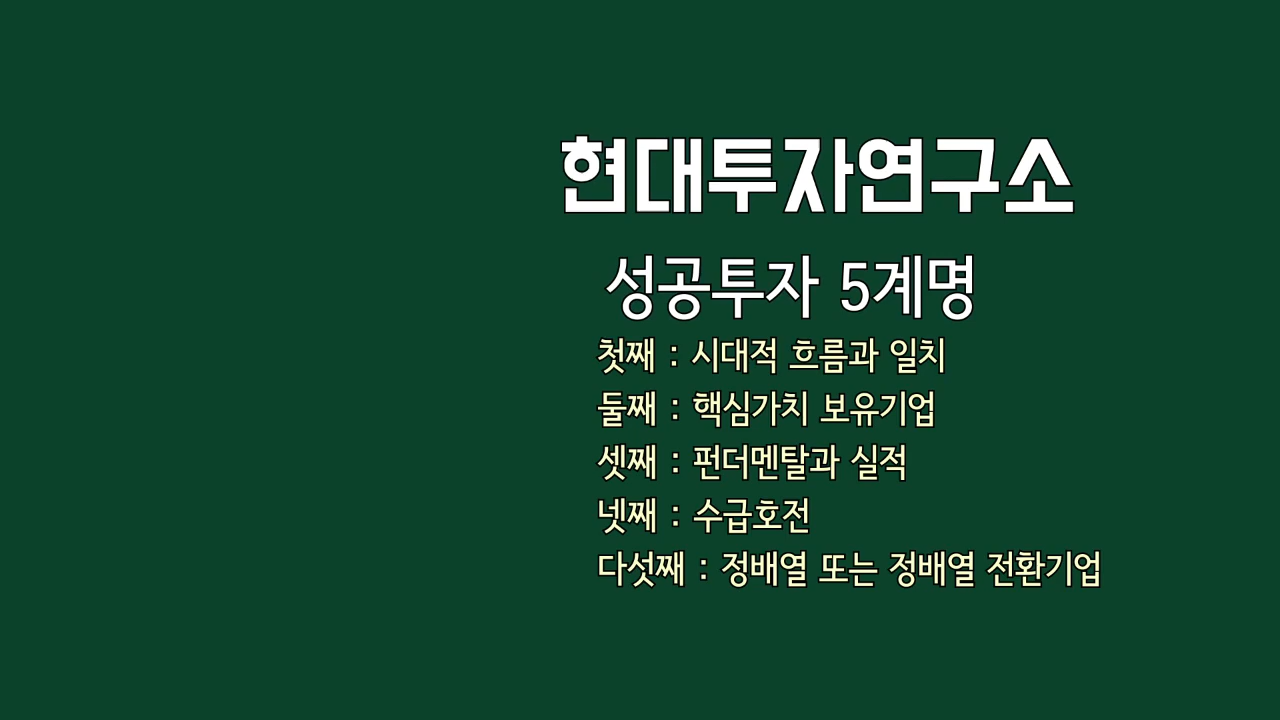 현대투자연구소
성공투자 5계명
첫째 : 시대적 흐름과 일치
둘째 : 핵심가치 보유기업
셋째 : 펀더멘탈과 실적
넷째 : 수급호전
다섯째 : 정배열 또는 정배열 전환기업